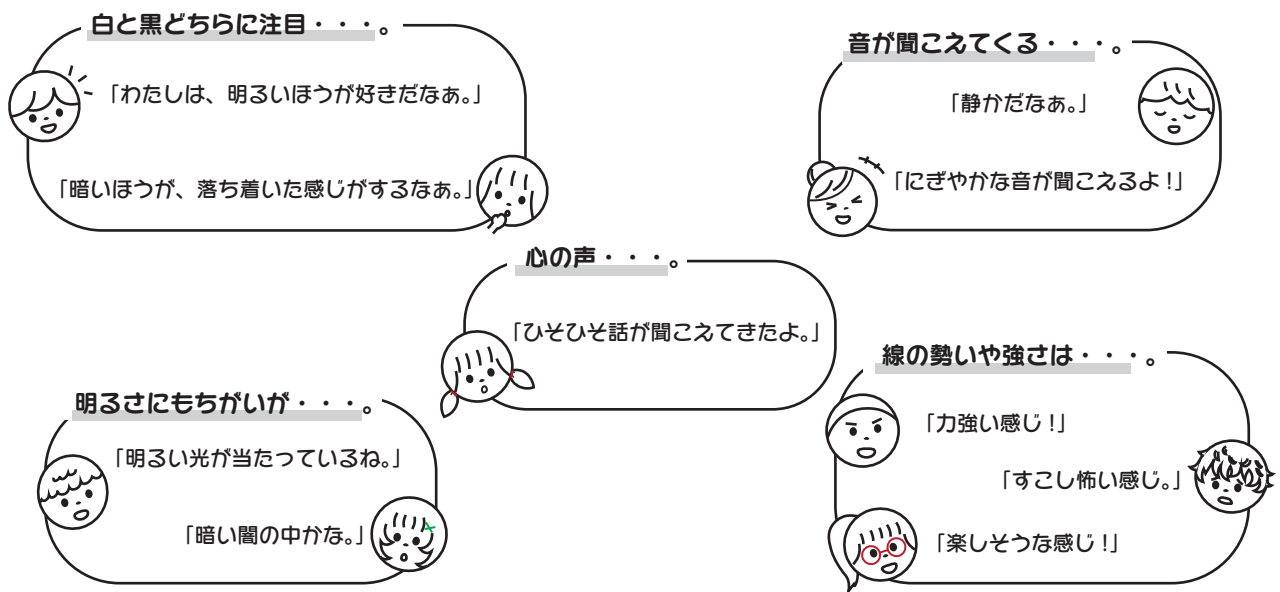 白と黒どちらに注目・・・。
「わたしは、明るいほうが好きだなぁ。」
「暗いほうが、落ち着いた感じがするなぁ。」
音が聞こえてくる・・・。
「静かだなぁ。」
「にぎやかな音が聞こえるよ!」
心の声・・・。
「ひそひそ話が聞こえてきたよ。」
明るさにもちがいが・・・。
「明るい光が当たっているね。」
「暗い闇の中かな。」
線の勢いや強さは・・・。
「力強い感じ!」
「すこし怖い感じ。」
「楽しそうな感じ!」